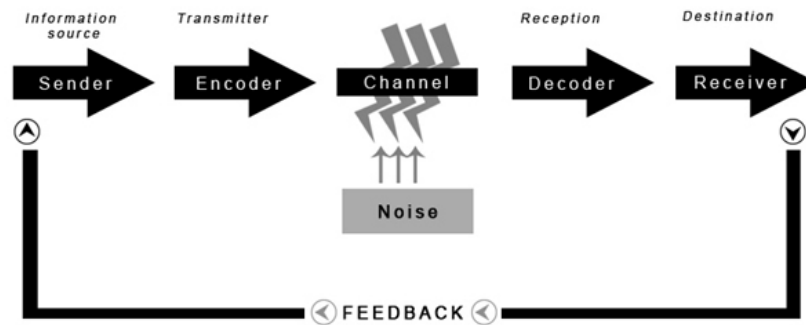 Information
source
Transmitter
Reception
Destination
Sender
Encoder
Channel
Decoder
Receiver
Noise
FEEDBACK